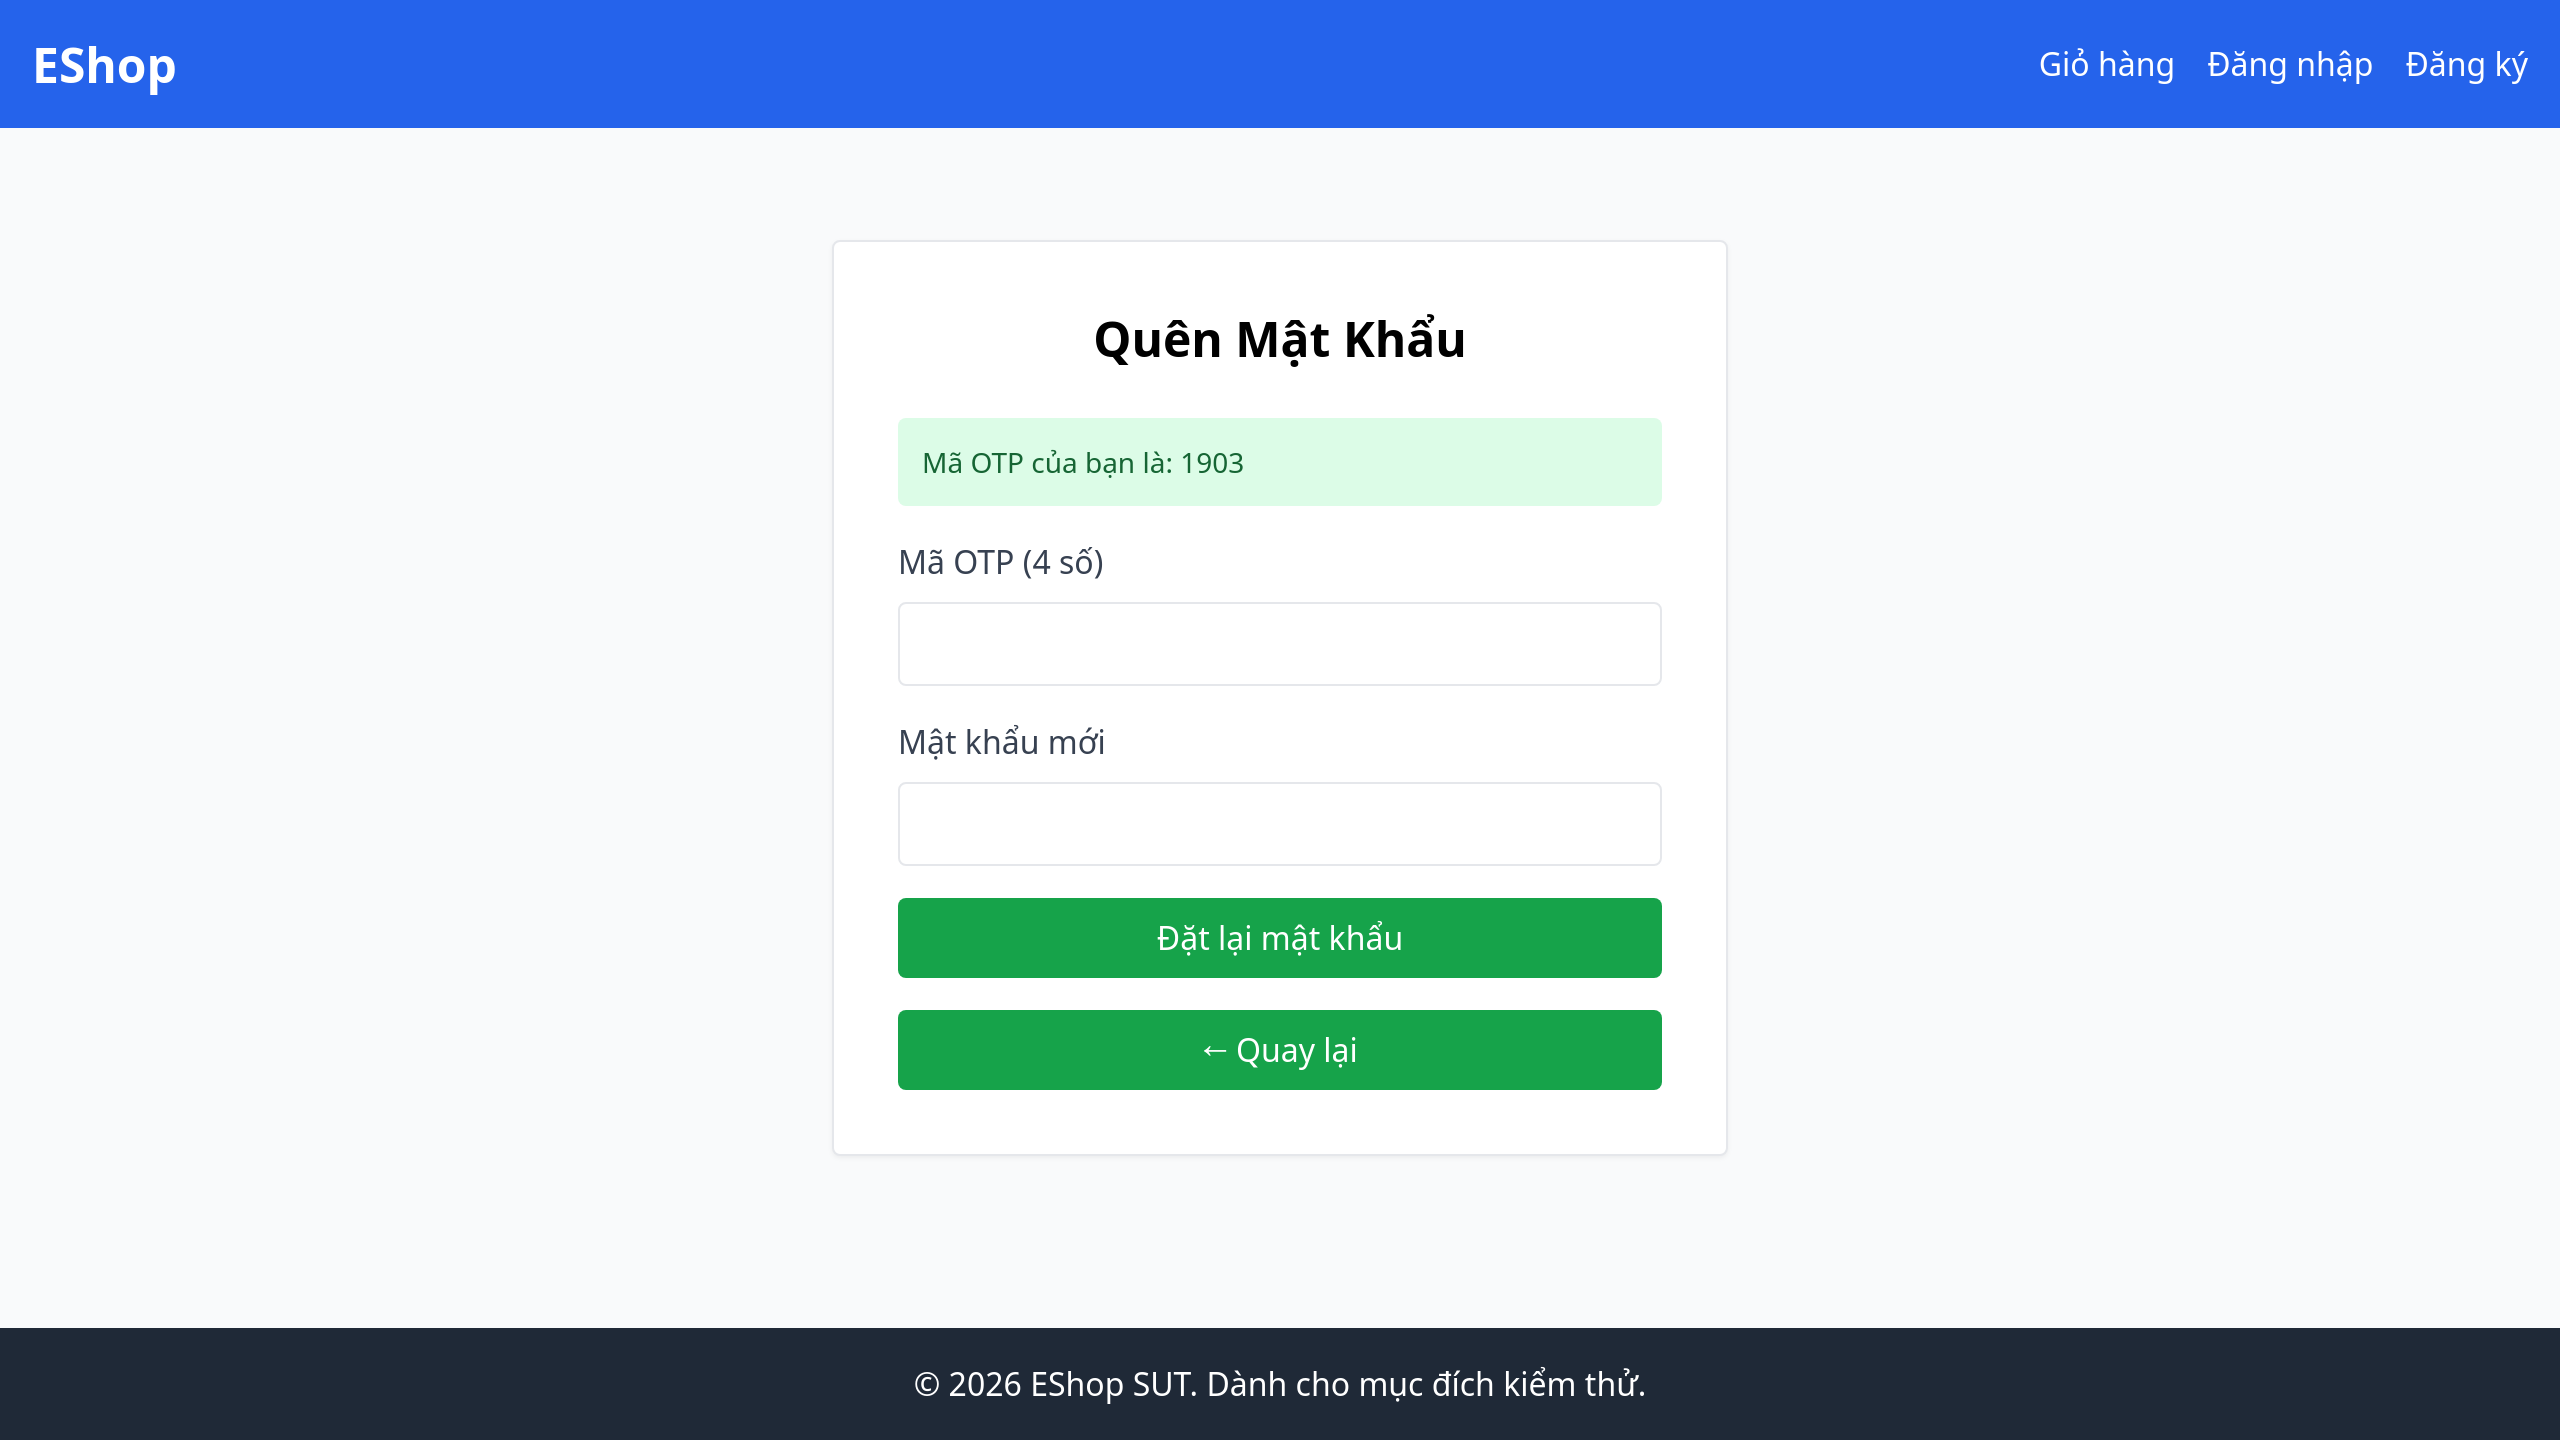 EShop
Giỏ hàng
Đăng nhập
Đăng ký
Quên Mật Khẩu
Mã OTP của bạn là: 1903
Mã OTP (4 số)
Mật khẩu mới
Đặt lại mật khẩu
← Quay lại
© 2026 EShop SUT. Dành cho mục đích kiểm thử.